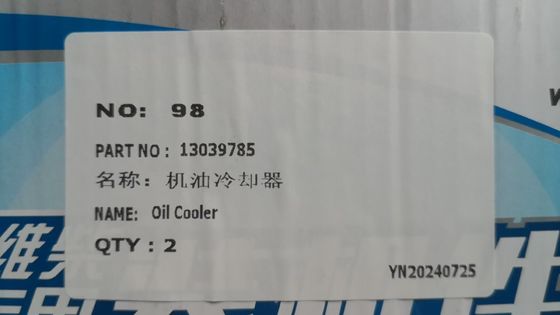 NO: 98
PART NO : 13039785
名称: 机油冷却器
NAME: Oil Cooler
QTY : 2
YN20240725